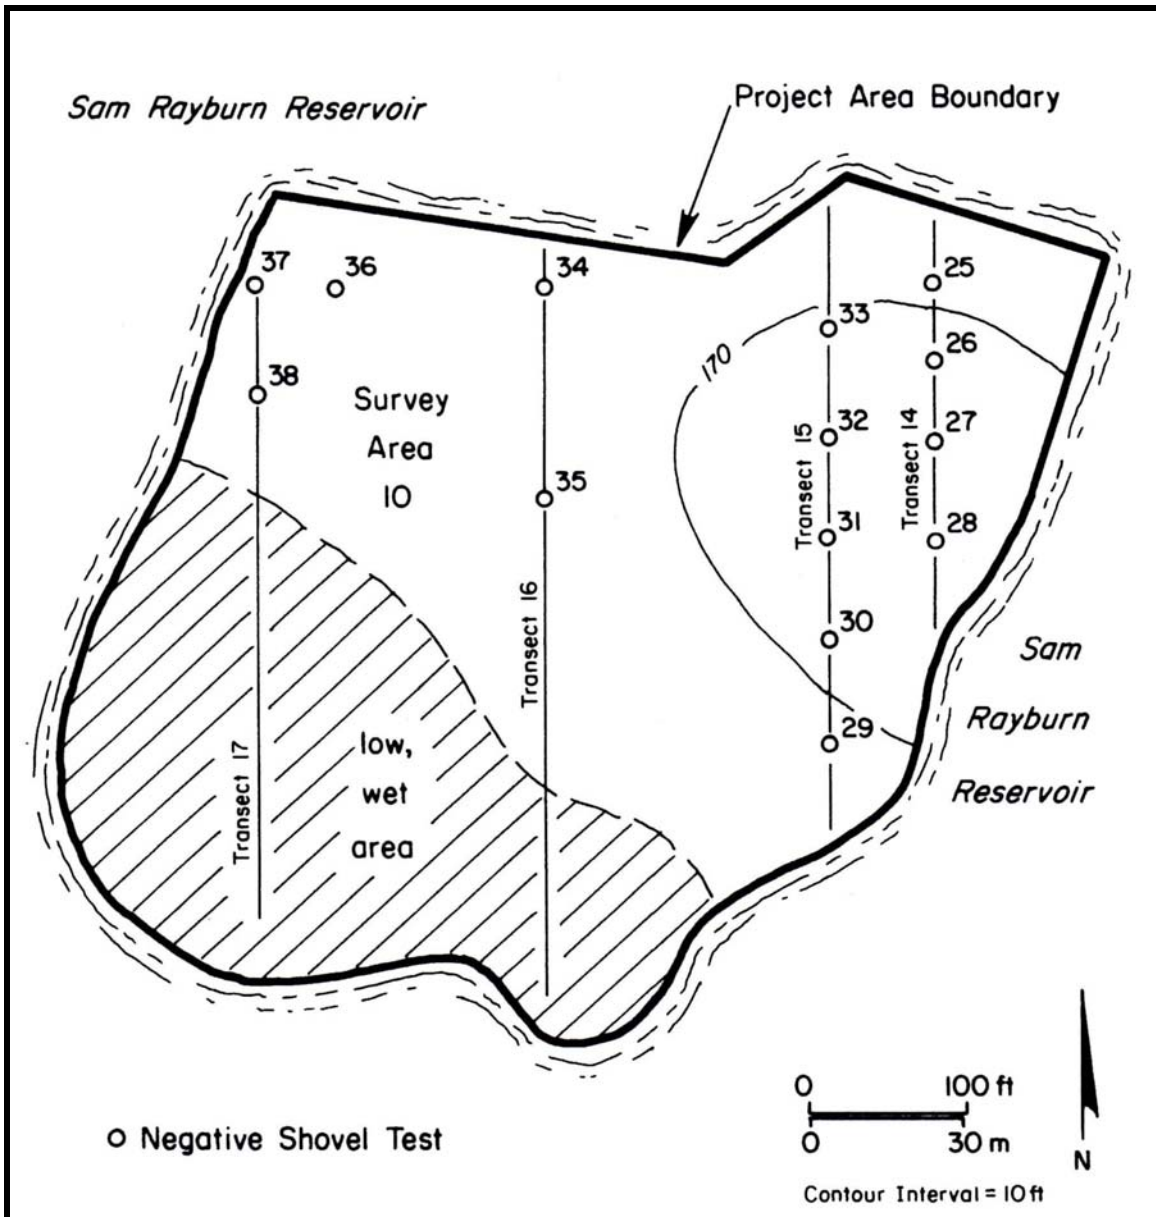 Sam Rayburn Reservoir
Project Area Boundary
37
36
34
25
33
26
170
38
Survey
Area
10
32
27
Transect 15
Transect 14
35
31
28
Transect 16
30
Sam
Rayburn
Reservoir
29
low,
wet
area
Transect 17
0 100 ft
0 30 m
N
Contour Interval = 10 ft
Negative Shovel Test